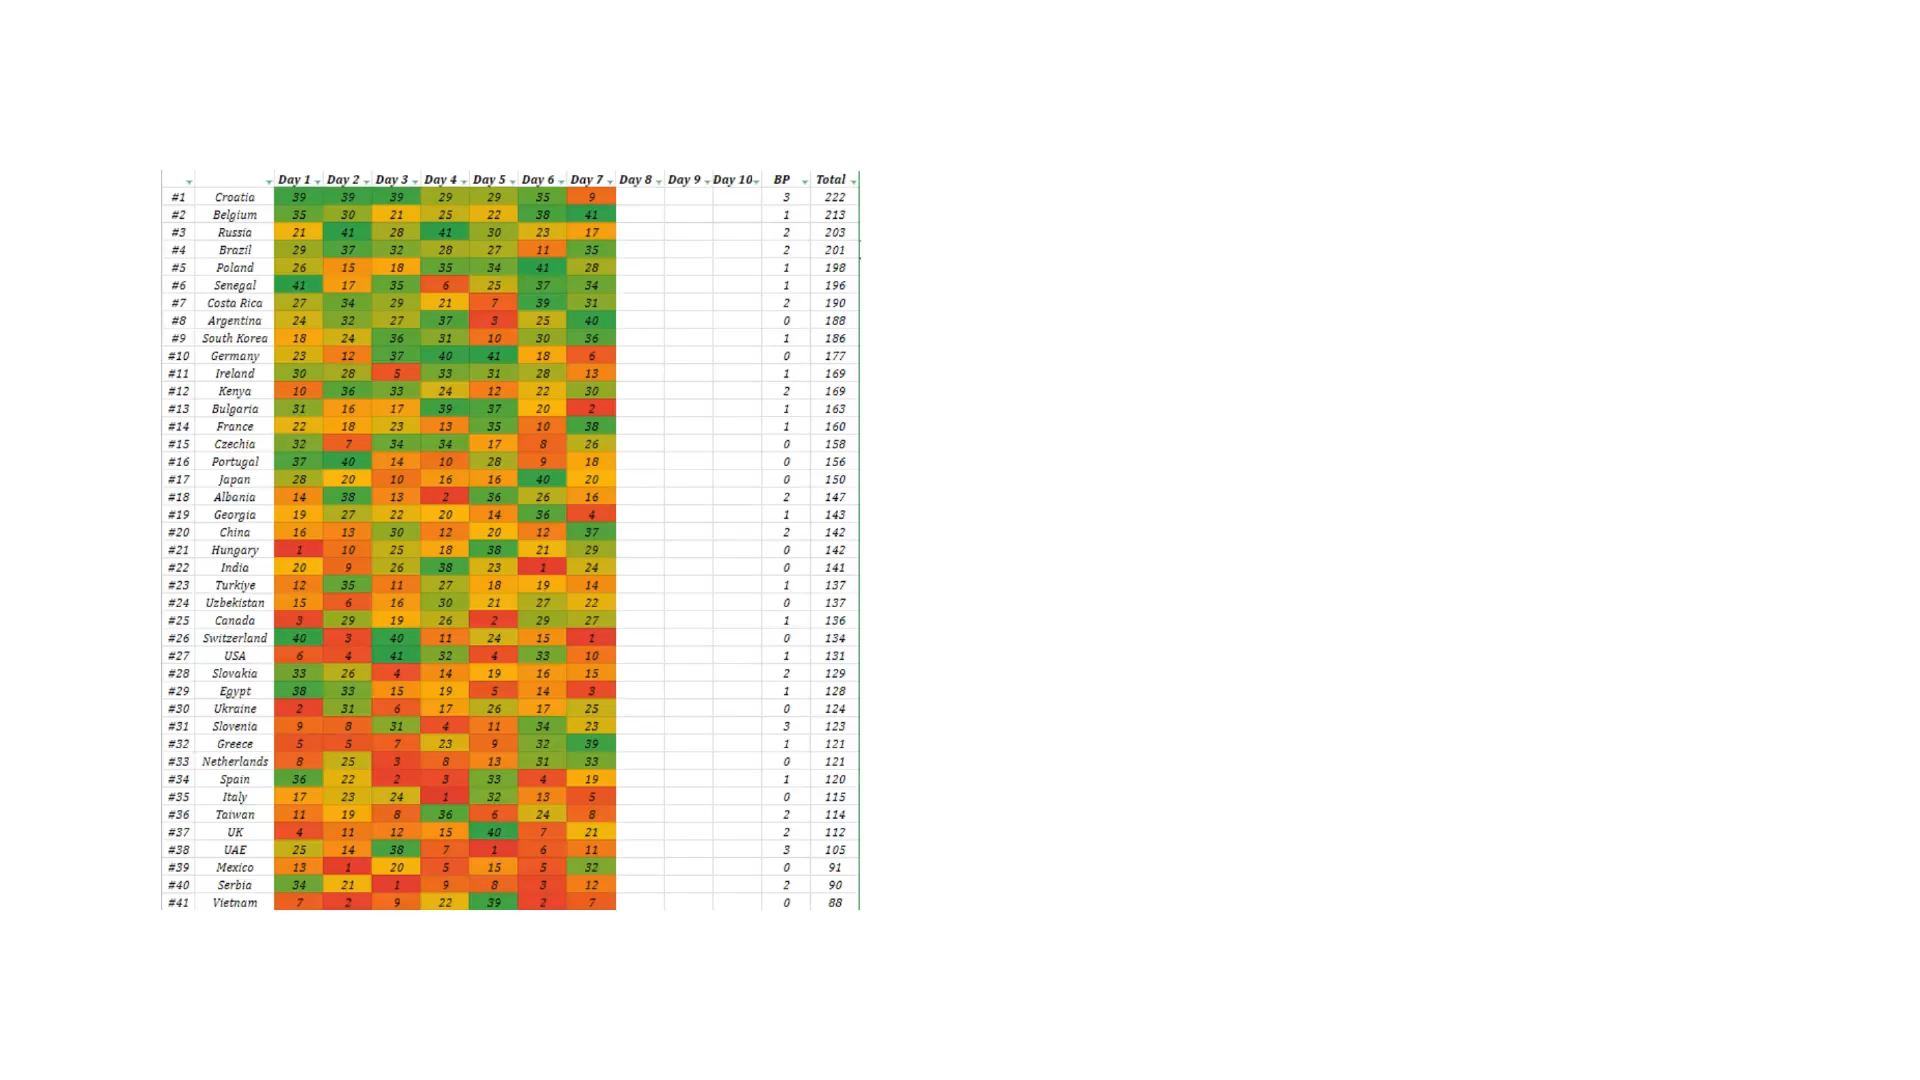 Day 1 Day 2 Day 3 Day 4 Day 5 Day 6 Day 7 Day 8 Day 9 Day 10 BP Total
#1 Croatia 39 39 39 29 29 35 9 3 222
#2 Belgium 35 30 21 25 22 38 41 1 213
#3 Russia 21 41 28 41 30 23 17 2 203
#4 Brazil 29 37 32 28 27 11 35 2 201
#5 Poland 26 15 18 35 34 41 28 1 198
#6 Senegal 41 17 35 6 25 37 34 1 196
#7 Costa Rica 27 34 29 21 7 39 31 2 190
#8 Argentina 24 32 27 37 3 25 40 0 188
#9 South Korea 18 24 36 31 10 30 36 1 186
#10 Germany 23 12 37 40 41 18 6 0 177
#11 Ireland 30 28 5 33 31 28 13 1 169
#12 Kenya 10 36 33 24 12 22 30 2 169
#13 Bulgaria 31 16 17 39 37 20 2 1 163
#14 France 22 18 23 13 35 10 38 1 160
#15 Czechia 32 7 34 34 17 8 26 0 158
#16 Portugal 37 40 14 10 28 9 18 0 156
#17 Japan 28 20 10 16 16 40 20 0 150
#18 Albania 14 38 13 2 36 26 16 2 147
#19 Georgia 19 27 22 20 14 36 4 1 143
#20 China 16 13 30 12 20 12 37 2 142
#21 Hungary 1 10 25 18 38 21 29 0 142
#22 India 20 9 26 38 23 1 24 0 141
#23 Turkiye 12 35 11 27 18 19 14 1 137
#24 Uzbekistan 15 6 16 30 21 27 22 0 137
#25 Canada 3 29 19 26 2 29 27 1 136
#26 Switzerland 40 3 40 11 24 15 1 0 134
#27 USA 6 4 41 32 4 33 10 1 131
#28 Slovakia 33 26 4 14 19 16 15 2 129
#29 Egypt 38 33 15 19 5 14 3 1 128
#30 Ukraine 2 31 6 17 26 17 25 0 124
#31 Slovenia 9 8 31 4 11 34 23 3 123
#32 Greece 5 5 7 23 9 32 39 1 121
#33 Netherlands 8 25 3 8 13 31 33 0 121
#34 Spain 36 22 2 3 33 4 19 1 120
#35 Italy 17 23 24 1 32 13 5 0 115
#36 Taiwan 11 19 8 36 6 24 8 2 114
#37 UK 4 11 12 15 40 7 21 2 112
#38 UAE 25 14 38 7 1 6 11 3 105
#39 Mexico 13 1 20 5 15 5 32 0 91
#40 Serbia 34 21 1 9 8 3 12 2 90
#41 Vietnam 7 2 9 22 39 2 7 0 88